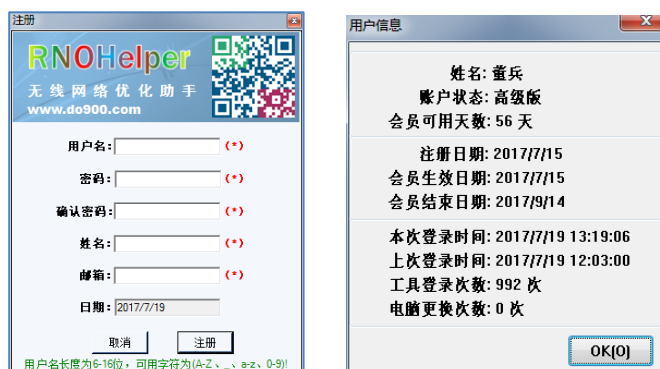 注册
RNOHelper
无线网络优化助手
www.do900.com
用户名: (*)
密码: (*)
确认密码: (*)
姓名: (*)
邮箱: (*)
日期: 2017/7/19
取消 注册
用户名长度为6-16位，可用字符为(A-Z、_、a-z、0-9)!
用户信息
姓名: 董兵
账户状态: 高级版
会员可用天数: 56 天
注册日期: 2017/7/15
会员生效日期: 2017/7/15
会员结束日期: 2017/9/14
本次登录时间: 2017/7/19 13:19:06
上次登录时间: 2017/7/19 12:03:00
工具登录次数: 992 次
电脑更换次数: 0 次
OK(O)